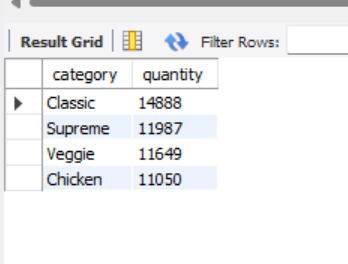 Result Grid Filter Rows:
category quantity
Classic 14888
Supreme 11987
Veggie 11649
Chicken 11050